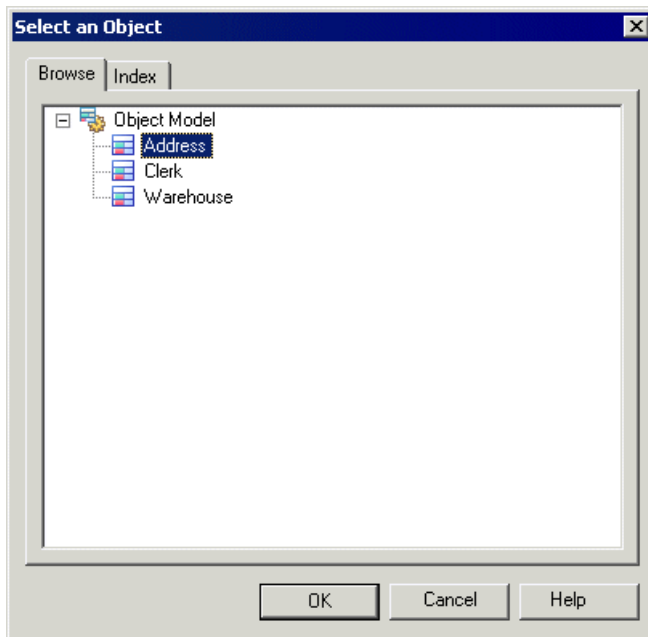 Select an Object
Browse Index
Object Model
Address
Clerk
Warehouse
OK Cancel Help